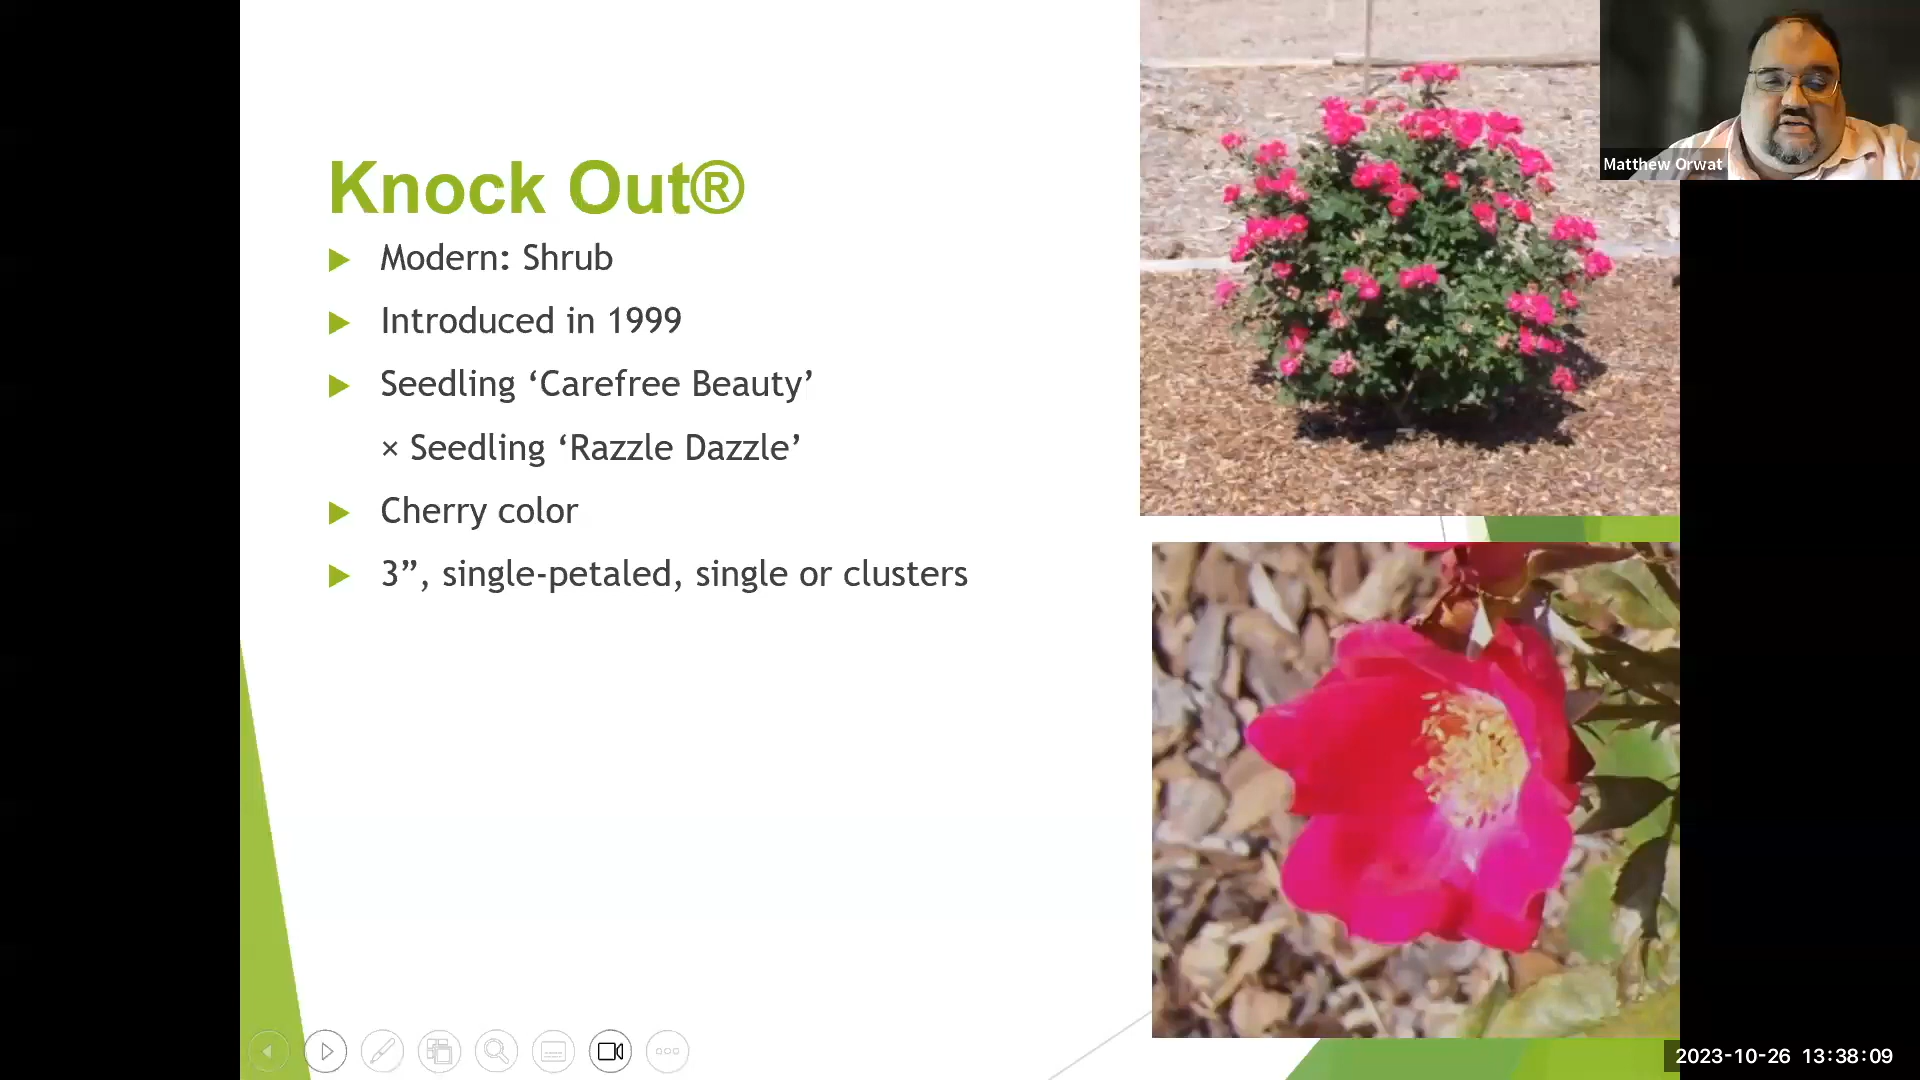 Knock Out®
Modern: Shrub
Introduced in 1999
Seedling ‘Carefree Beauty’
× Seedling ‘Razzle Dazzle’
Cherry color
3”, single-petaled, single or clusters
Matthew Orwat
2023-10-26 13:38:09